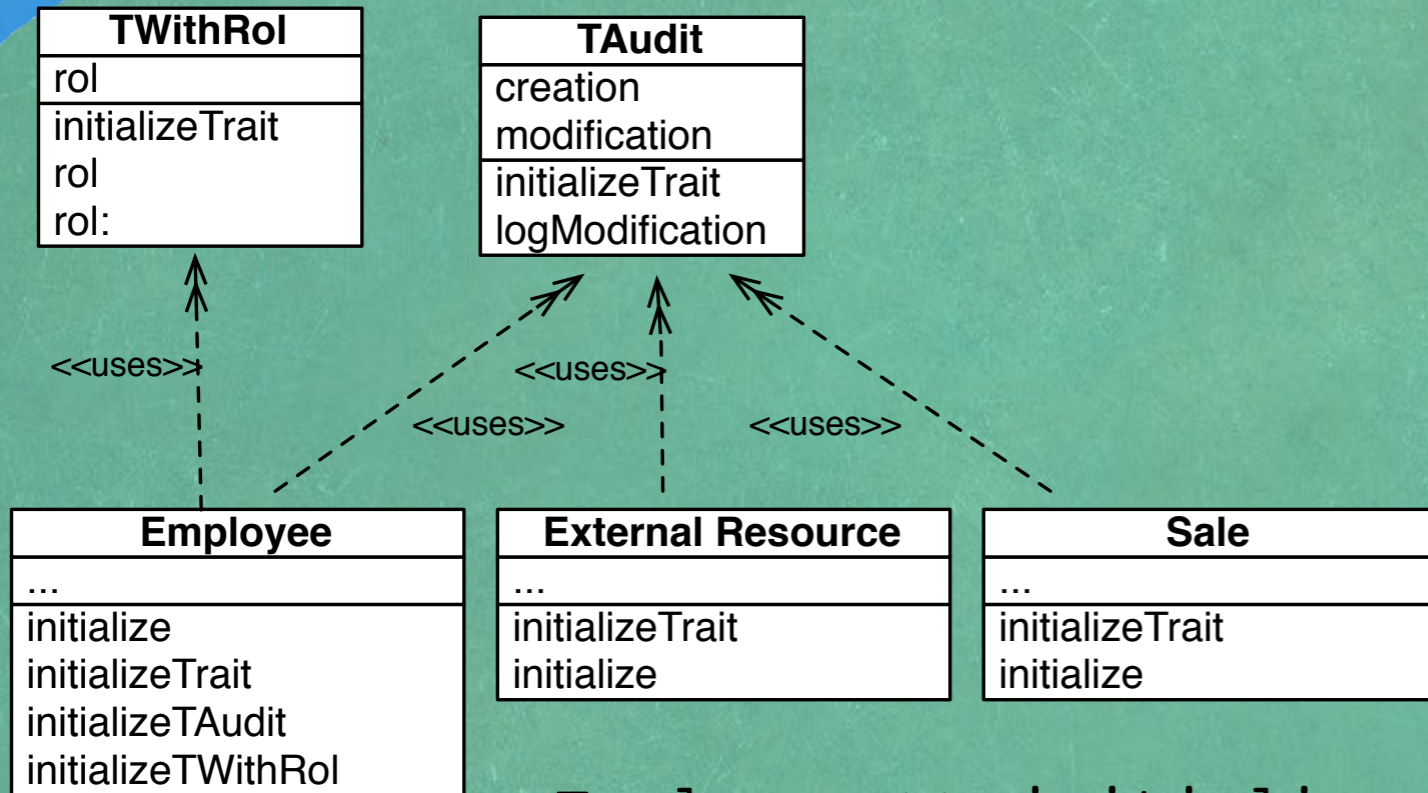 TWithRol
rol
initializeTrait
rol
rol:
TAudit
creation
modification
initializeTrait
logModification
<<uses>>
<<uses>>
<<uses>>
<<uses>>
Employee
...
initialize
initializeTrait
initializeTAudit
initializeTWithRol
External Resource
...
initializeTrait
initialize
Sale
...
initializeTrait
initialize